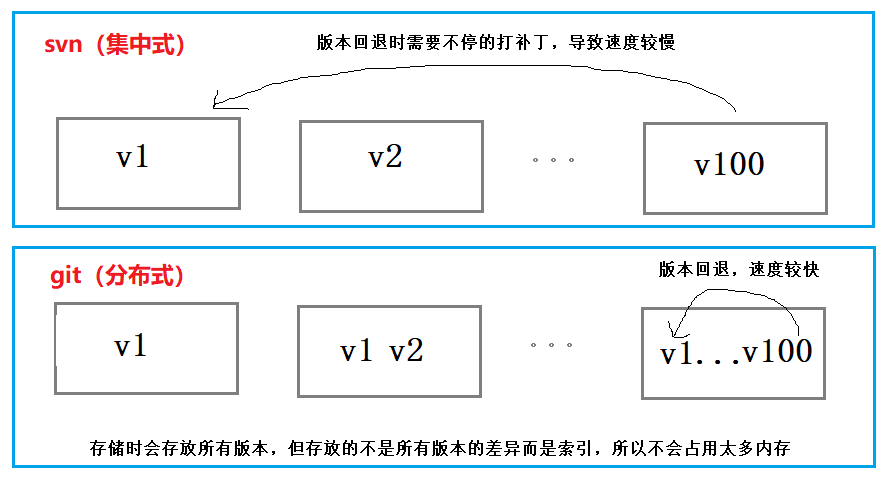 svn（集中式）
版本回退时需要不停的打补丁，导致速度较慢
v1
v2
。。。
v100
git（分布式）
版本回退，速度较快
v1
v1 v2
。。。
v1...v100
存储时会存放所有版本，但存放的不是所有版本的差异而是索引，所以不会占用太多内存